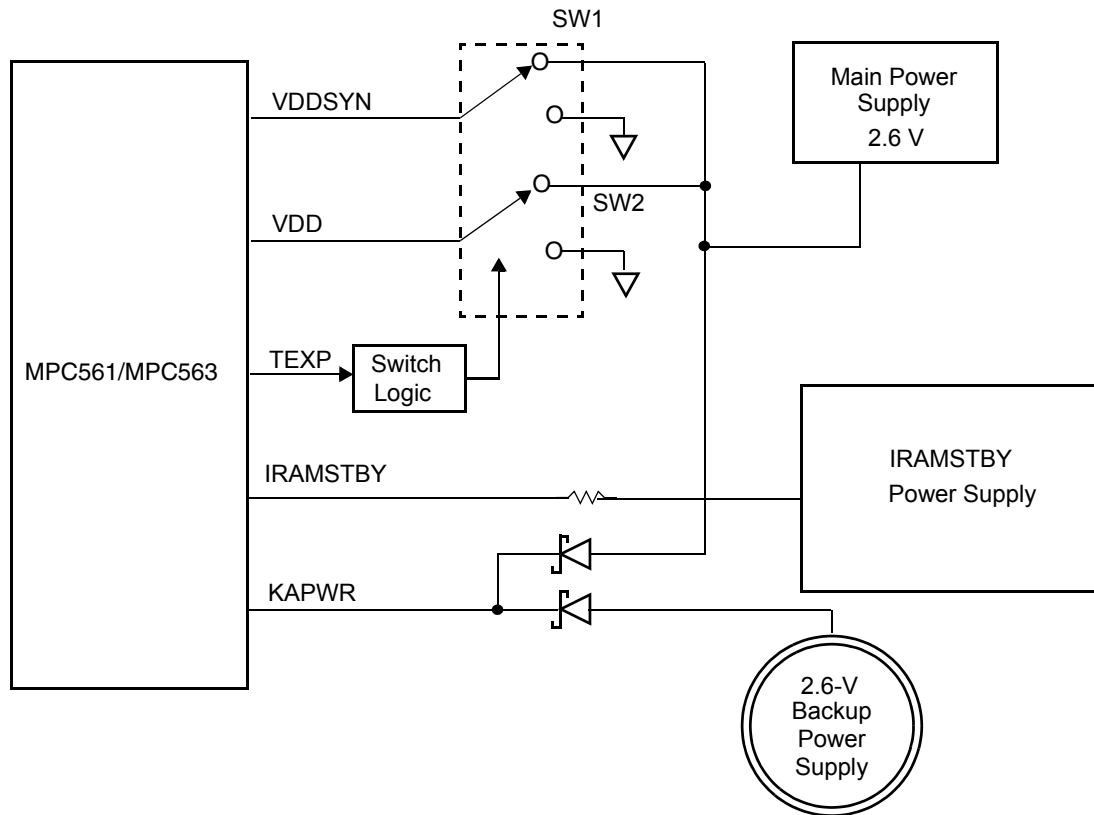 SW1
Main Power
Supply
2.6 V
VDDSYN
SW2
VDD
MPC561/MPC563
TEXP
Switch
Logic
IRAMSTBY
IRAMSTBY
Power Supply
KAPWR
2.6-V
Backup
Power
Supply